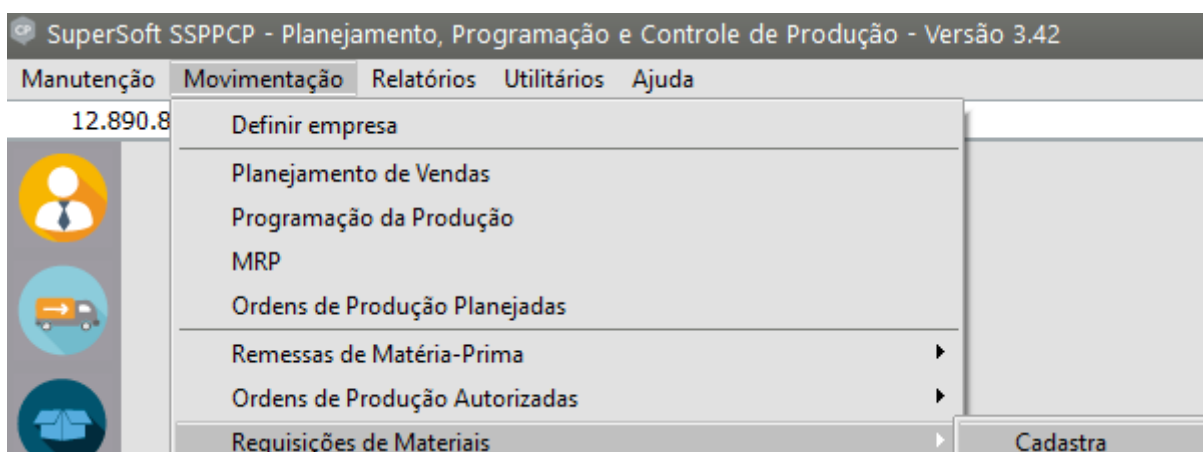 SuperSoft SSPPCP - Planejamento, Programação e Controle de Produção - Versão 3.42
Manutenção Movimentação Relatórios Utilitários Ajuda
12.890.8
Definir empresa
Planejamento de Vendas
Programação da Produção
MRP
Ordens de Produção Planejadas
Remessas de Matéria-Prima
Ordens de Produção Autorizadas
Requisições de Materiais Cadastra